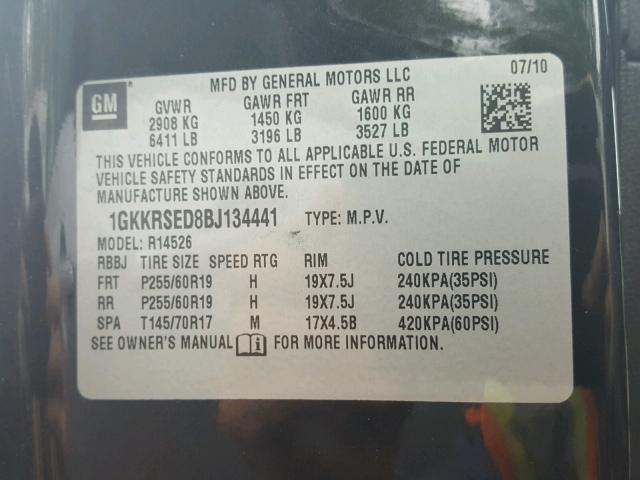 MFD BY GENERAL MOTORS LLC 07/10
GM
GVWR GAWR FRT GAWR RR
2908 KG 1450 KG 1600 KG
6411 LB 3196 LB 3527 LB
THIS VEHICLE CONFORMS TO ALL APPLICABLE U.S. FEDERAL MOTOR
VEHICLE SAFETY STANDARDS IN EFFECT ON THE DATE OF
MANUFACTURE SHOWN ABOVE.
1GKKRSED8BJ134441 TYPE: M.P.V.
MODEL: R14526
RBBJ TIRE SIZE SPEED RTG RIM COLD TIRE PRESSURE
FRT P255/60R19 H 19X7.5J 240KPA(35PSI)
RR P255/60R19 H 19X7.5J 240KPA(35PSI)
SPA T145/70R17 M 17X4.5B 420KPA(60PSI)
SEE OWNER'S MANUAL i FOR MORE INFORMATION.